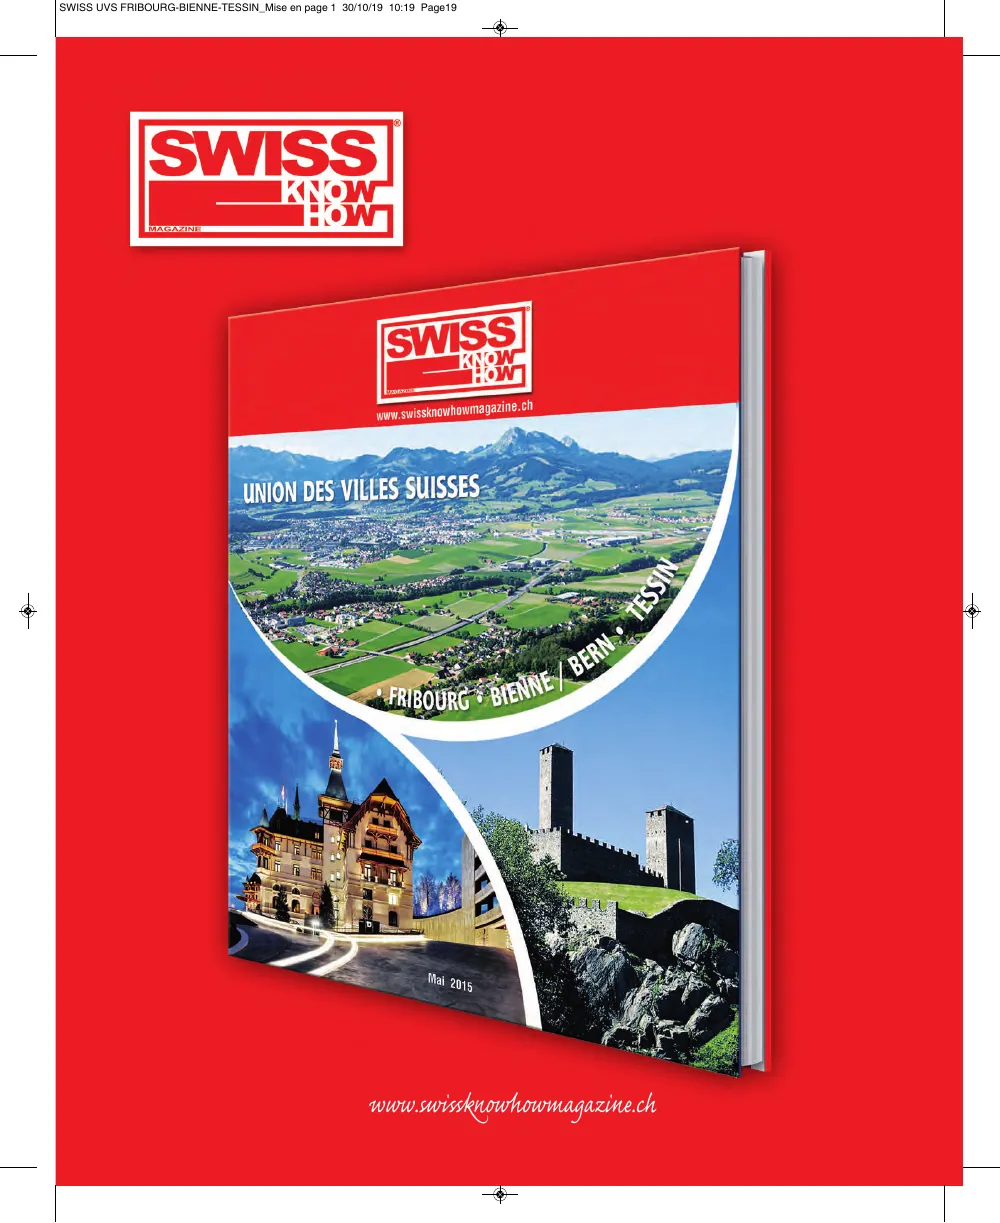 SWISS UVS FRIBOURG-BIENNE-TESSIN_Mise en page 1 30/10/19 10:19 Page19
SWISS®
KNOW
HOW
MAGAZINE
SWISS®
KNOW
HOW
MAGAZINE
www.swissknowhowmagazine.ch
UNION DES VILLES SUISSES
• FRIBOURG • BIENNE / BERN • TESSIN
Mai 2015
www.swissknowhowmagazine.ch